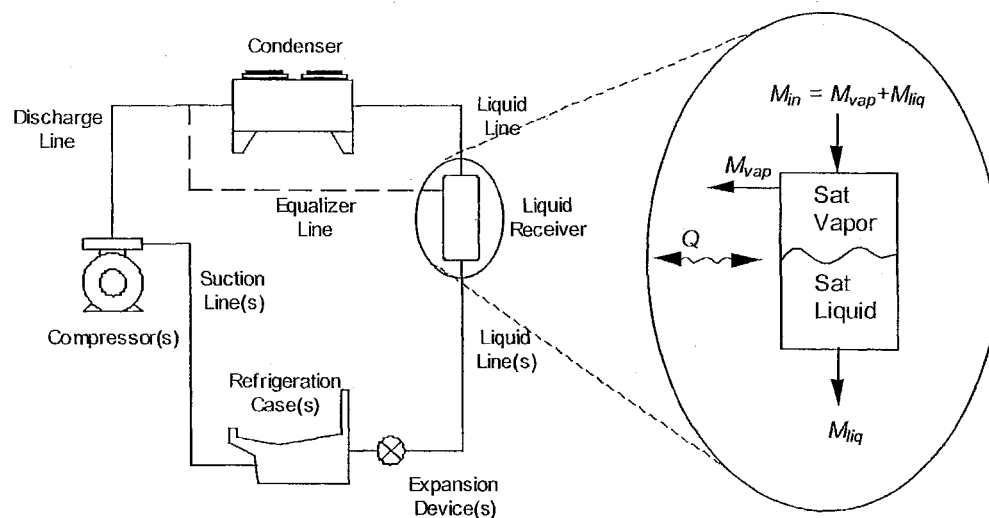 Condenser
Discharge
Line
Liquid
Line
Equalizer
Line
Liquid
Receiver
Suction
Line(s)
Compressor(s)
Liquid
Line(s)
Refrigeration
Case(s)
Expansion
Device(s)
M_in = M_vap+M_liq
M_vap
Sat
Vapor
Q
Sat
Liquid
M_liq